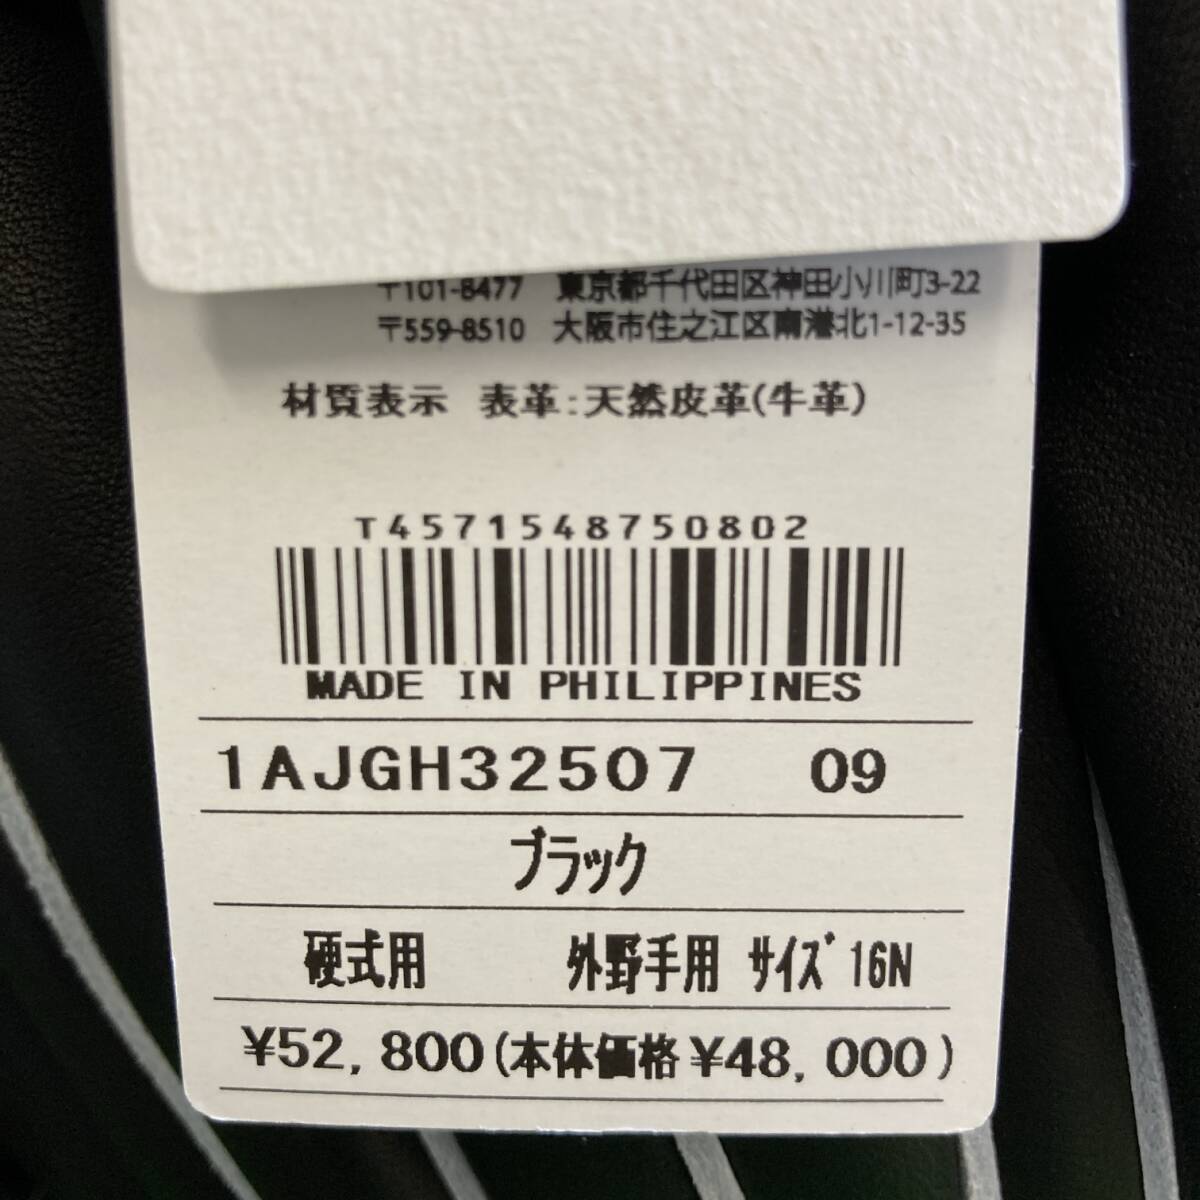 〒101-8477 東京都千代田区神田小川町3-22
〒559-8510 大阪市住之江区南港北1-12-35
材質表示 表革:天然皮革(牛革)
T4571548750802
MADE IN PHILIPPINES
1AJGH32507 09
ブラック
硬式用 外野手用 サイズ16N
¥52,800(本体価格¥48,000)